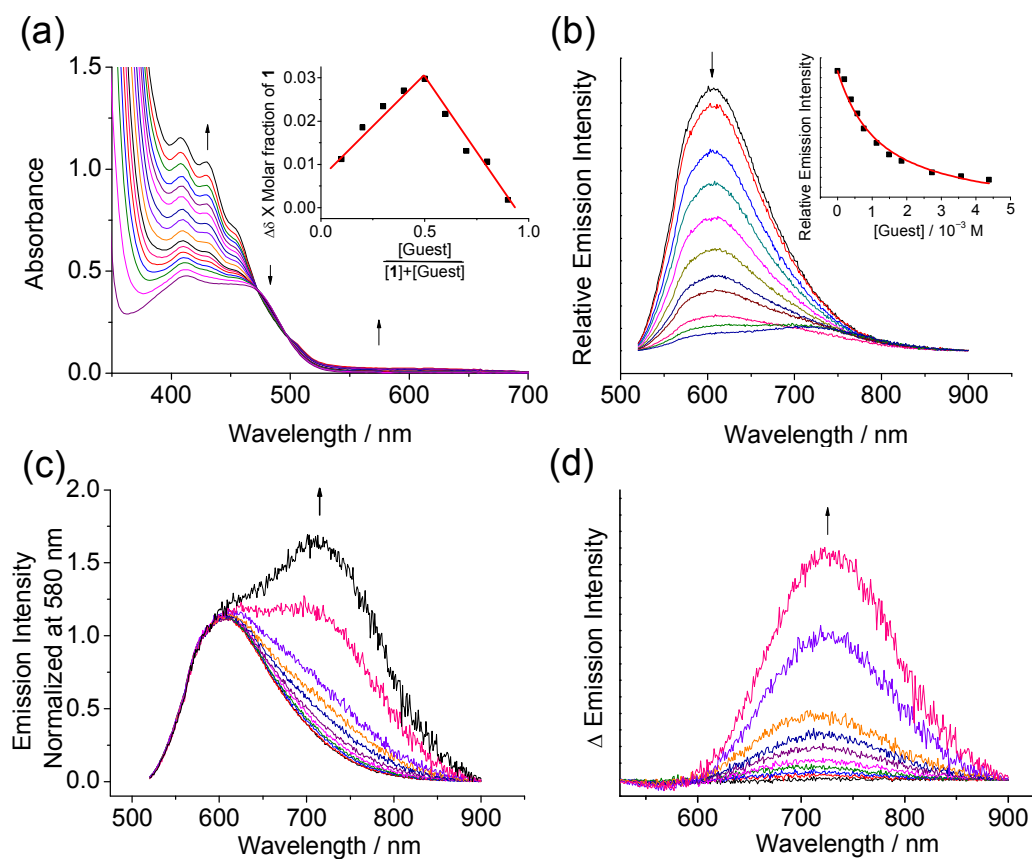 (a)
1.5
1.0
0.5
0.0
Absorbance
400 500 600 700
Wavelength / nm
0.03
0.02
0.01
0.00
Δδ X Molar fraction of 1
0.0 0.5 1.0
[Guest]
[1]+[Guest]
(b)
Relative Emission Intensity
500 600 700 800 900
Wavelength / nm
Relative Emission Intensity
0 1 2 3 4 5
[Guest] / 10⁻³ M
(c)
2.0
1.5
1.0
0.5
0.0
Emission Intensity
Normalized at 580 nm
500 600 700 800 900
Wavelength / nm
(d)
Δ Emission Intensity
600 700 800 900
Wavelength / nm